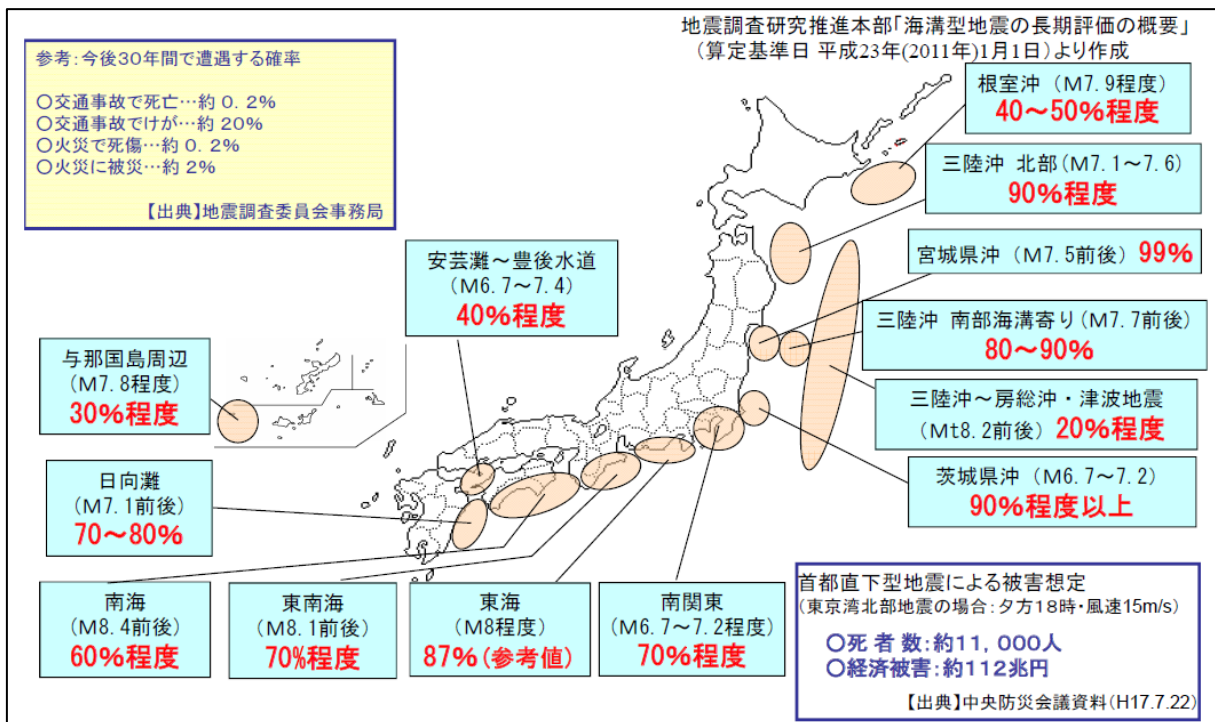 地震調査研究推進本部「海溝型地震の長期評価の概要」
（算定基準日 平成23年(2011年)1月1日）より作成
参考:今後30年間で遭遇する確率
○交通事故で死亡…約 0. 2%
○交通事故でけが…約 20%
○火災で死傷…約 0. 2%
○火災に被災…約 2%
【出典】地震調査委員会事務局
根室沖 (M7. 9程度)
40～50%程度
三陸沖 北部(M7. 1～7. 6)
90%程度
宮城県沖 (M7. 5前後) 99%
三陸沖 南部海溝寄り(M7. 7前後)
80～90%
三陸沖～房総沖・津波地震
(Mt8. 2前後) 20%程度
茨城県沖 (M6. 7～7. 2)
90%程度以上
安芸灘～豊後水道
(M6. 7～7. 4)
40%程度
与那国島周辺
(M7. 8程度)
30%程度
日向灘
(M7. 1前後)
70～80%
南海
(M8. 4前後)
60%程度
東南海
(M8. 1前後)
70%程度
東海
(M8程度)
87%(参考値)
南関東
(M6. 7～7. 2程度)
70%程度
首都直下型地震による被害想定
(東京湾北部地震の場合:夕方18時・風速15m/s)
○死 者 数:約11, 000人
○経済被害:約112兆円
【出典】中央防災会議資料(H17.7.22)